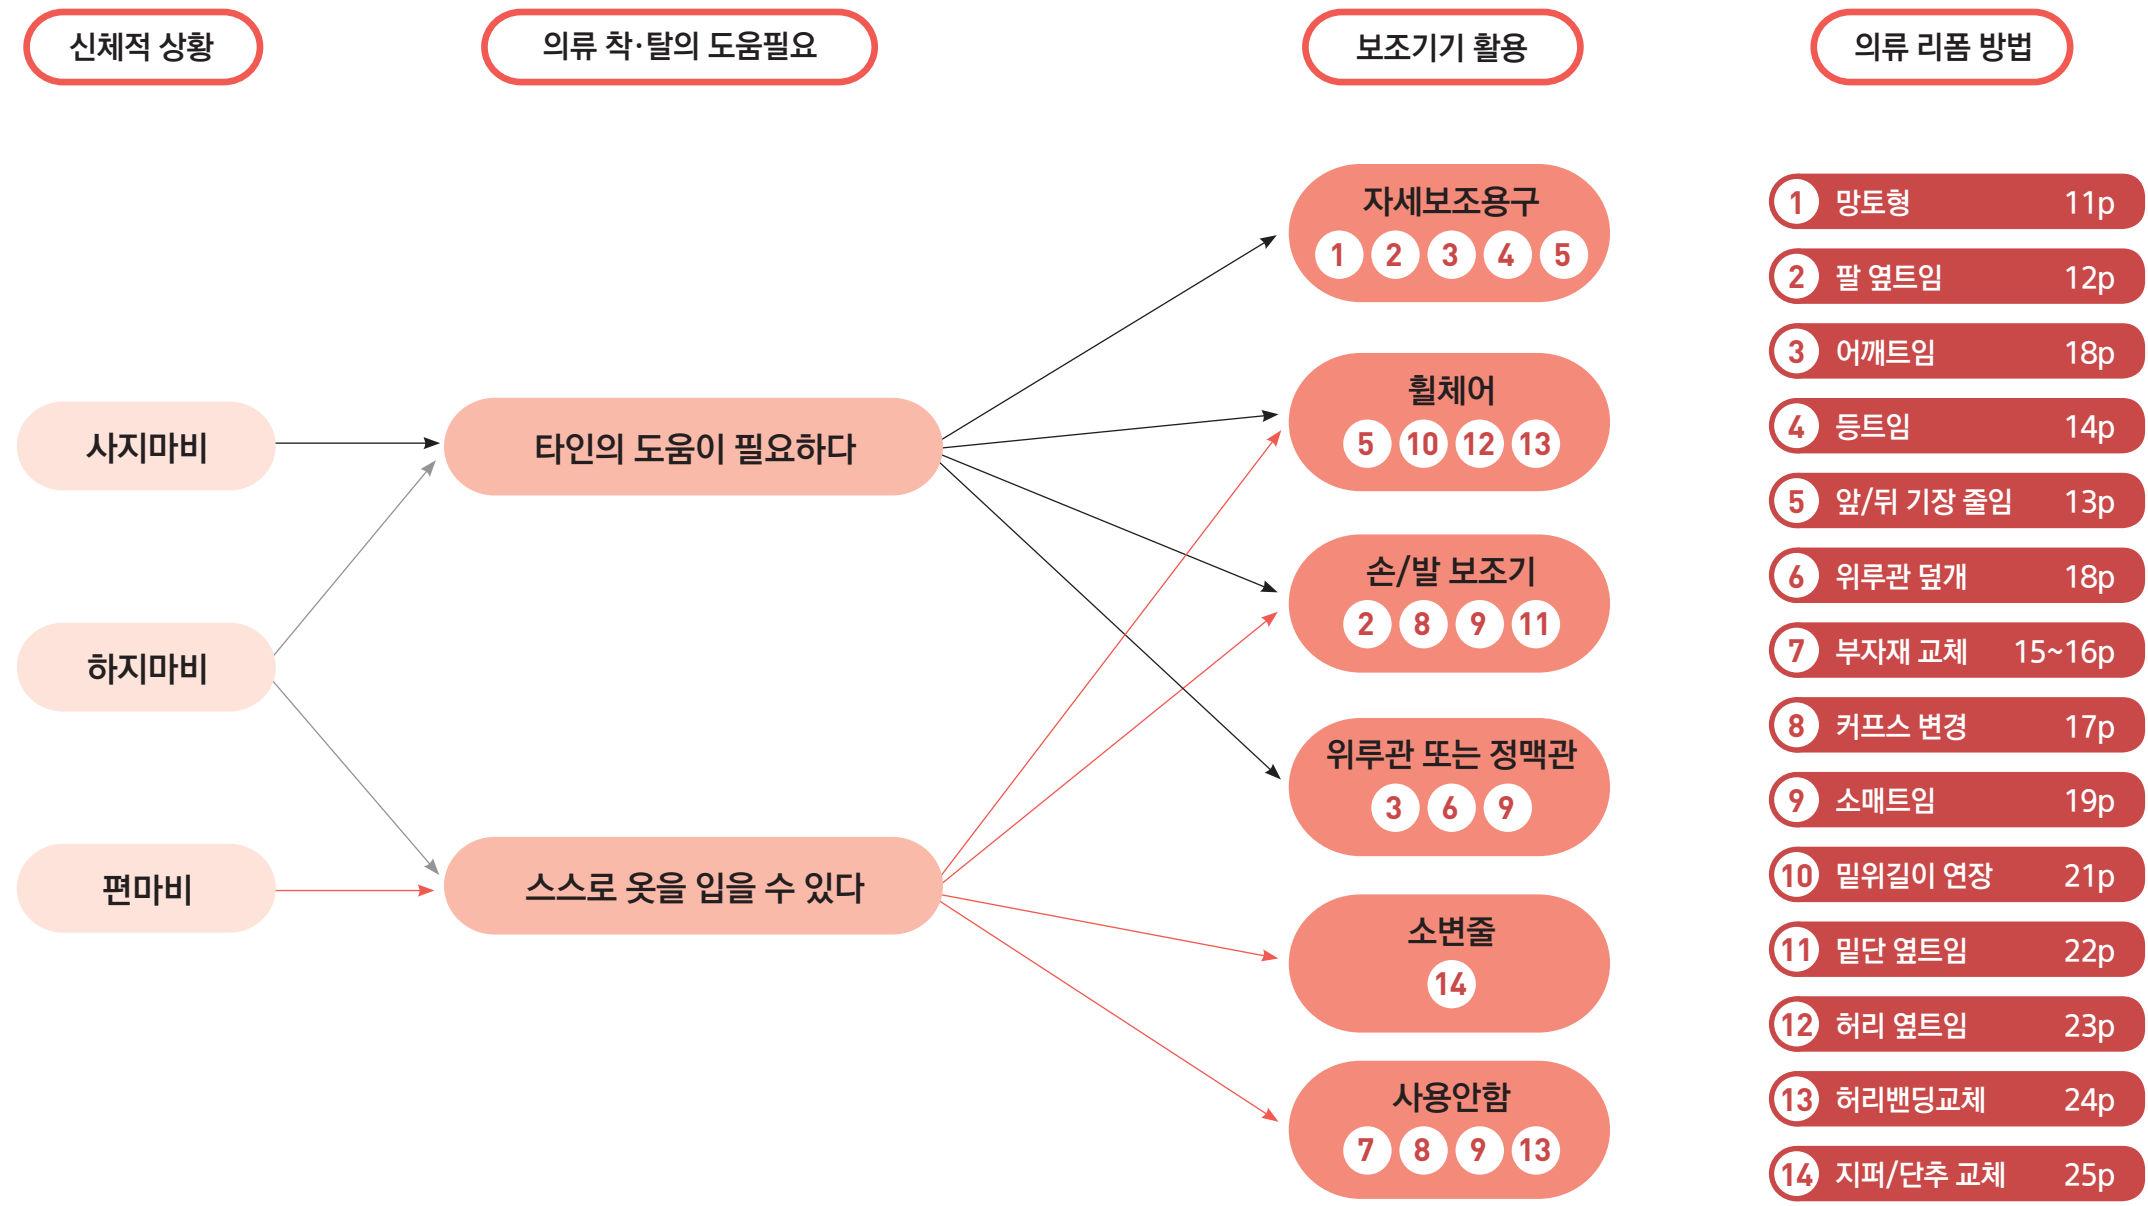 신체적 상황
의류 착·탈의 도움필요
보조기기 활용
의류 리폼 방법
사지마비
하지마비
편마비
타인의 도움이 필요하다
스스로 옷을 입을 수 있다
자세보조용구
1 2 3 4 5
휠체어
5 10 12 13
손/발 보조기
2 8 9 11
위루관 또는 정맥관
3 6 9
소변줄
14
사용안함
7 8 9 13
1 망토형 11p
2 팔 옆트임 12p
3 어깨트임 18p
4 등트임 14p
5 앞/뒤 기장 줄임 13p
6 위루관 덮개 18p
7 부자재 교체 15~16p
8 커프스 변경 17p
9 소매트임 19p
10 밑위길이 연장 21p
11 밑단 옆트임 22p
12 허리 옆트임 23p
13 허리밴딩교체 24p
14 지퍼/단추 교체 25p